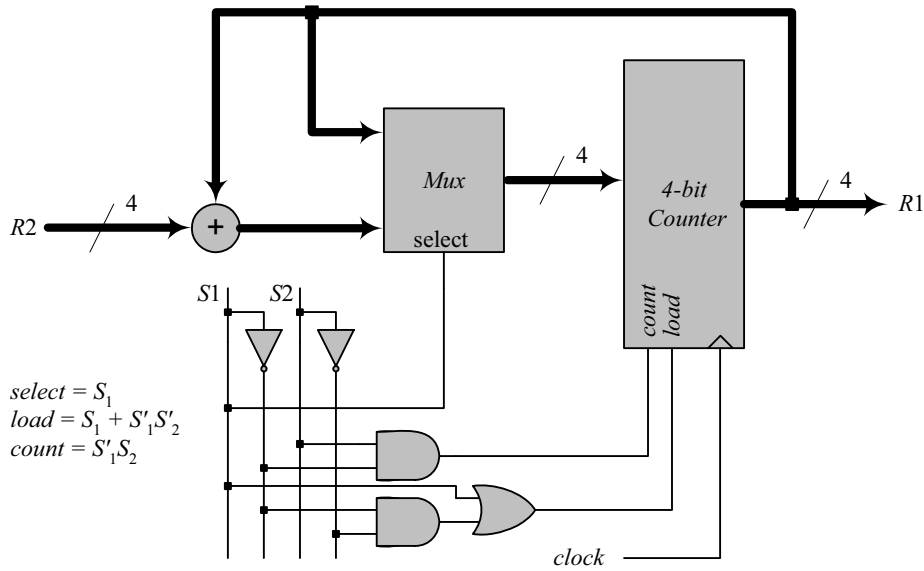 4
Mux
4-bit
Counter
4
R1
R2
4
+
select
S1
S2
count
load
select = S₁
load = S₁ + S′₁S′₂
count = S′₁S₂
clock